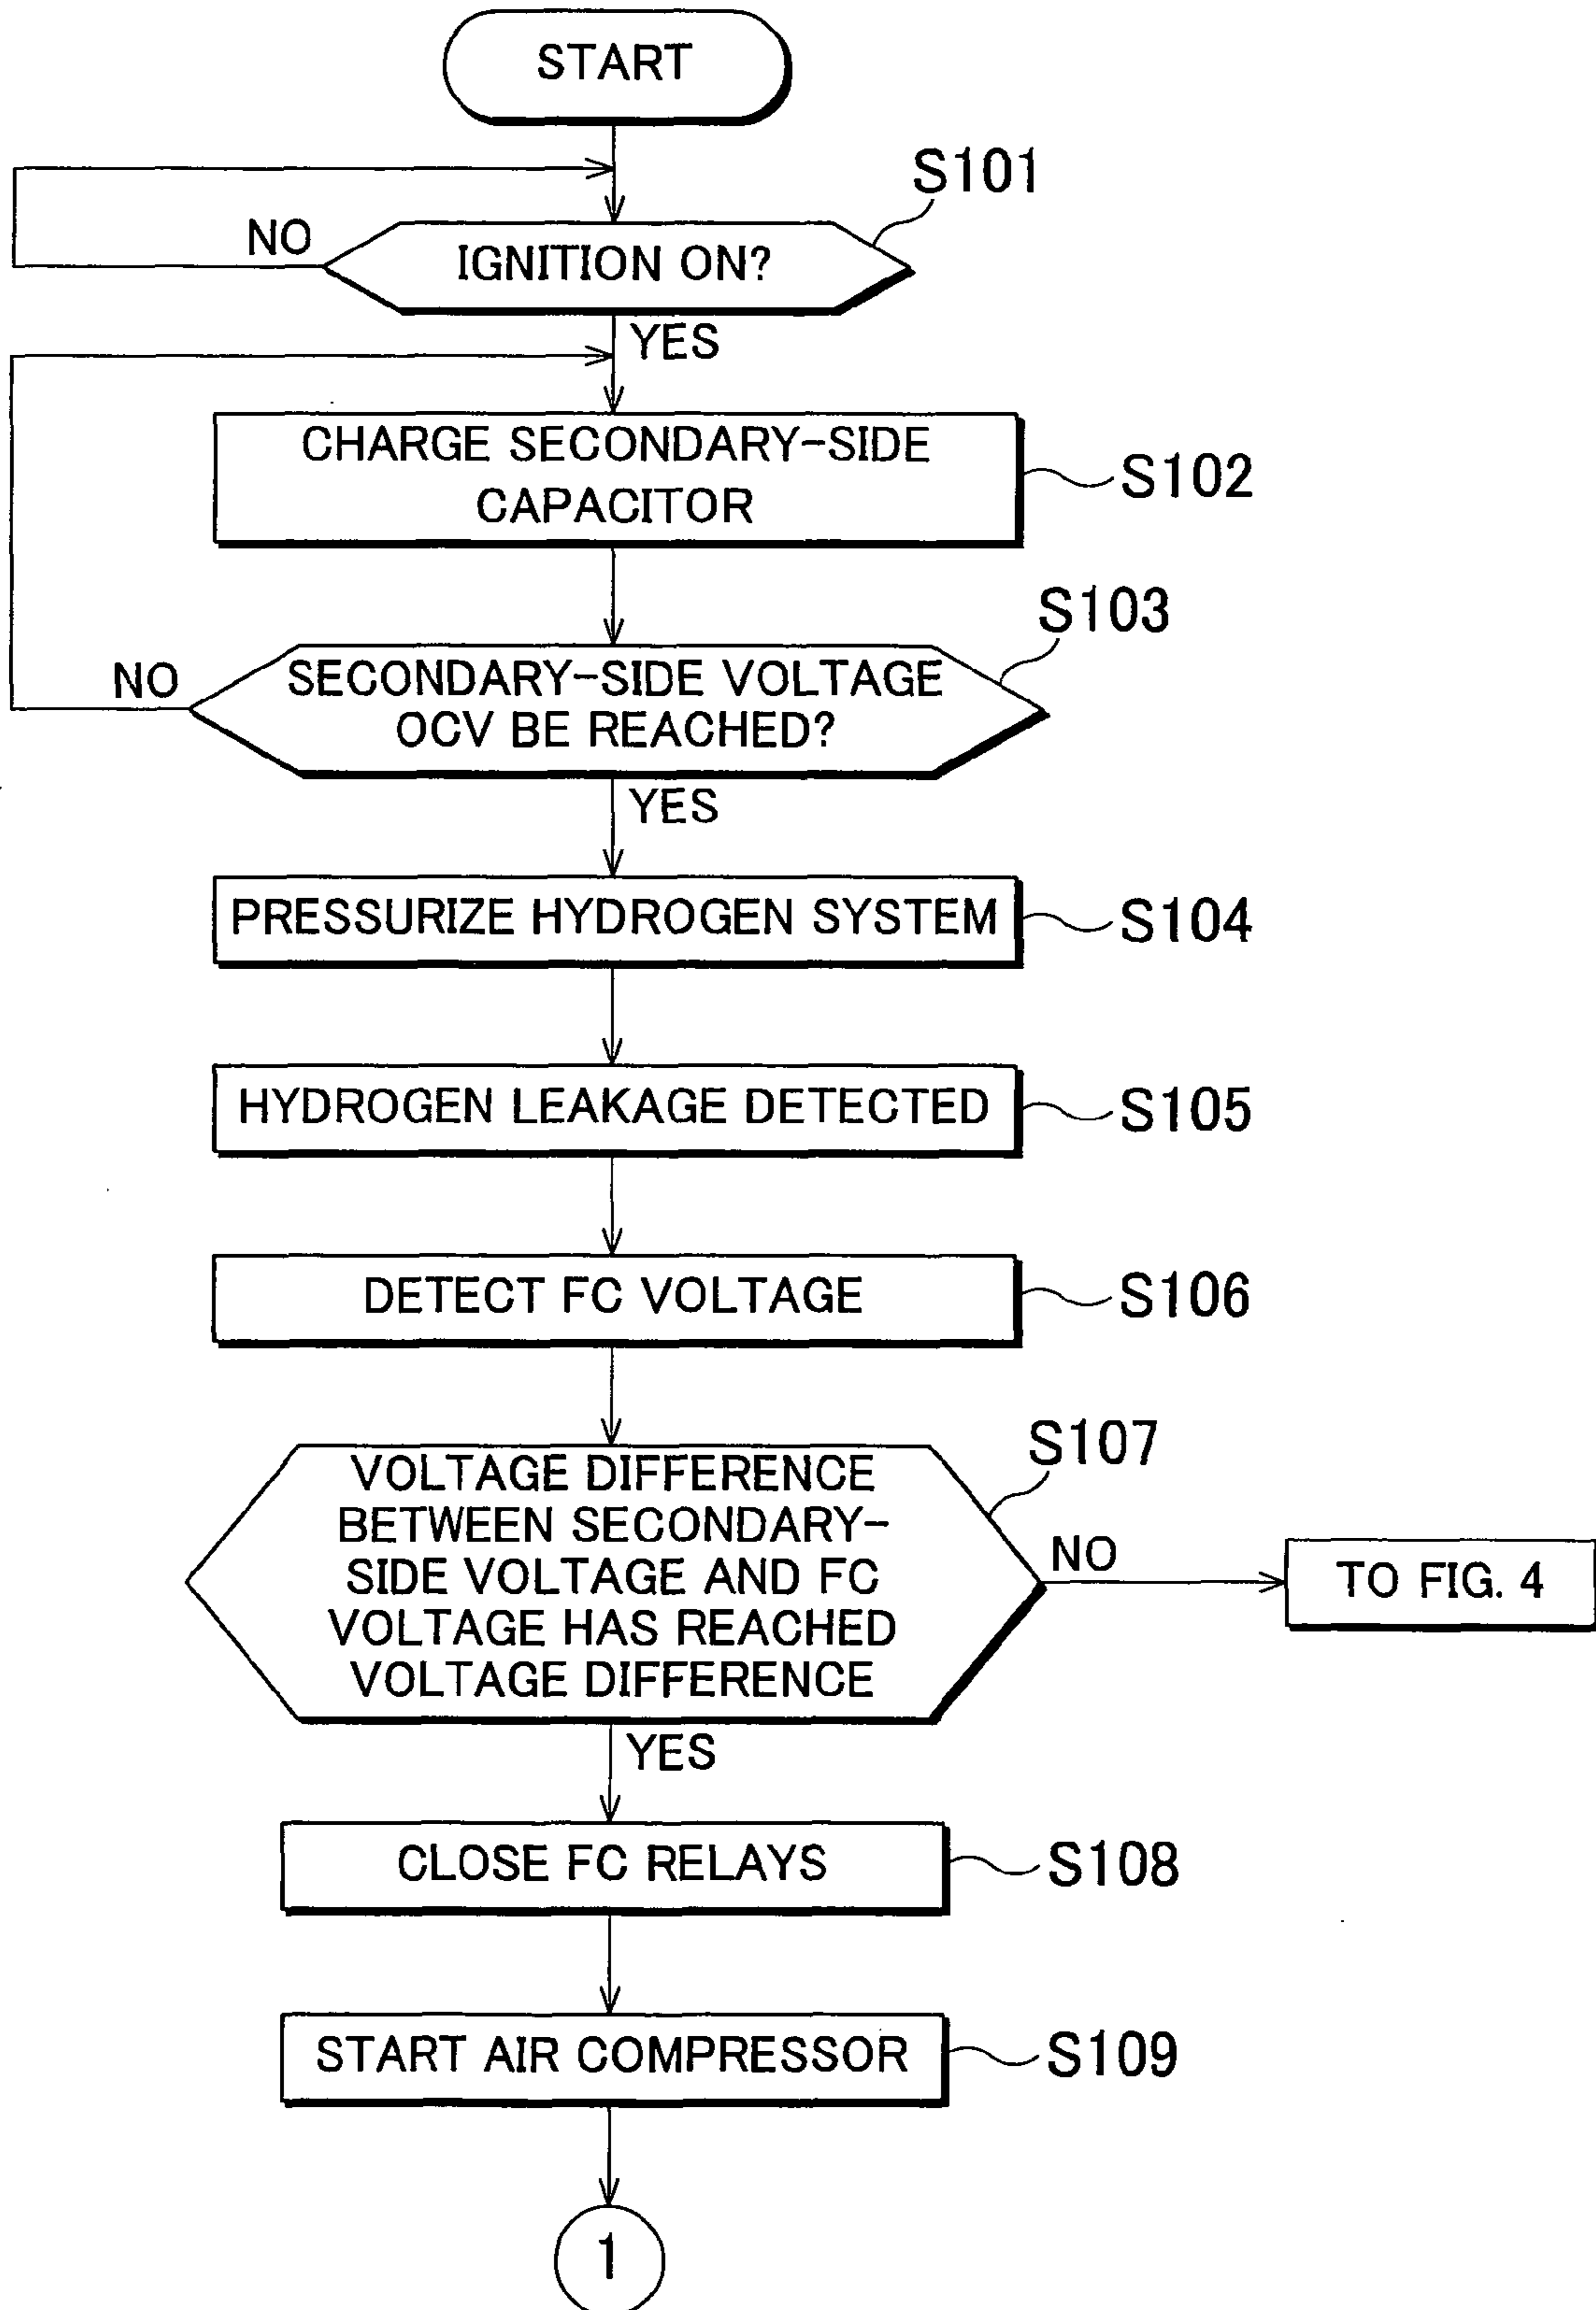 START
S101
NO
IGNITION ON?
YES
CHARGE SECONDARY-SIDE
CAPACITOR
S102
S103
NO
SECONDARY-SIDE VOLTAGE
OCV BE REACHED?
YES
PRESSURIZE HYDROGEN SYSTEM
S104
HYDROGEN LEAKAGE DETECTED
S105
DETECT FC VOLTAGE
S106
S107
VOLTAGE DIFFERENCE
BETWEEN SECONDARY-
SIDE VOLTAGE AND FC
VOLTAGE HAS REACHED
VOLTAGE DIFFERENCE
NO
TO FIG. 4
YES
CLOSE FC RELAYS
S108
START AIR COMPRESSOR
S109
1